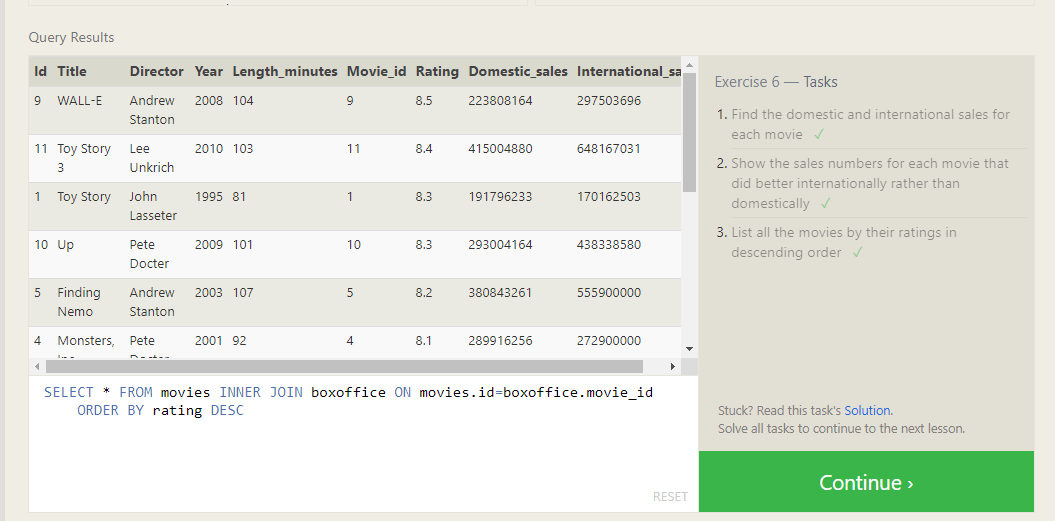 Query Results
Id Title Director Year Length_minutes Movie_id Rating Domestic_sales International_sa
9 WALL-E Andrew 2008 104 9 8.5 223808164 297503696
Stanton
11 Toy Story Lee 2010 103 11 8.4 415004880 648167031
3 Unkrich
1 Toy Story John 1995 81 1 8.3 191796233 170162503
Lasseter
10 Up Pete 2009 101 10 8.3 293004164 438338580
Docter
5 Finding Andrew 2003 107 5 8.2 380843261 555900000
Nemo Stanton
4 Monsters, Pete 2001 92 4 8.1 289916256 272900000
SELECT * FROM movies INNER JOIN boxoffice ON movies.id=boxoffice.movie_id
ORDER BY rating DESC
RESET
Exercise 6 — Tasks
1. Find the domestic and international sales for
each movie ✓
2. Show the sales numbers for each movie that
did better internationally rather than
domestically ✓
3. List all the movies by their ratings in
descending order ✓
Stuck? Read this task's Solution.
Solve all tasks to continue to the next lesson.
Continue ›